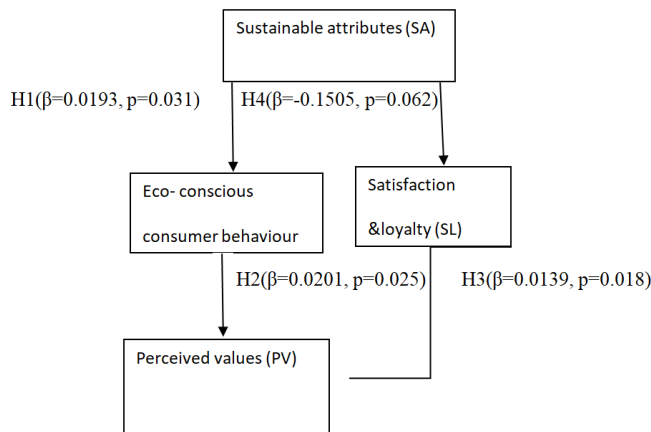 Sustainable attributes (SA)
H1(β=0.0193, p=0.031)
H4(β=-0.1505, p=0.062)
Eco- conscious
consumer behaviour
Satisfaction
&loyalty (SL)
H2(β=0.0201, p=0.025)
H3(β=0.0139, p=0.018)
Perceived values (PV)